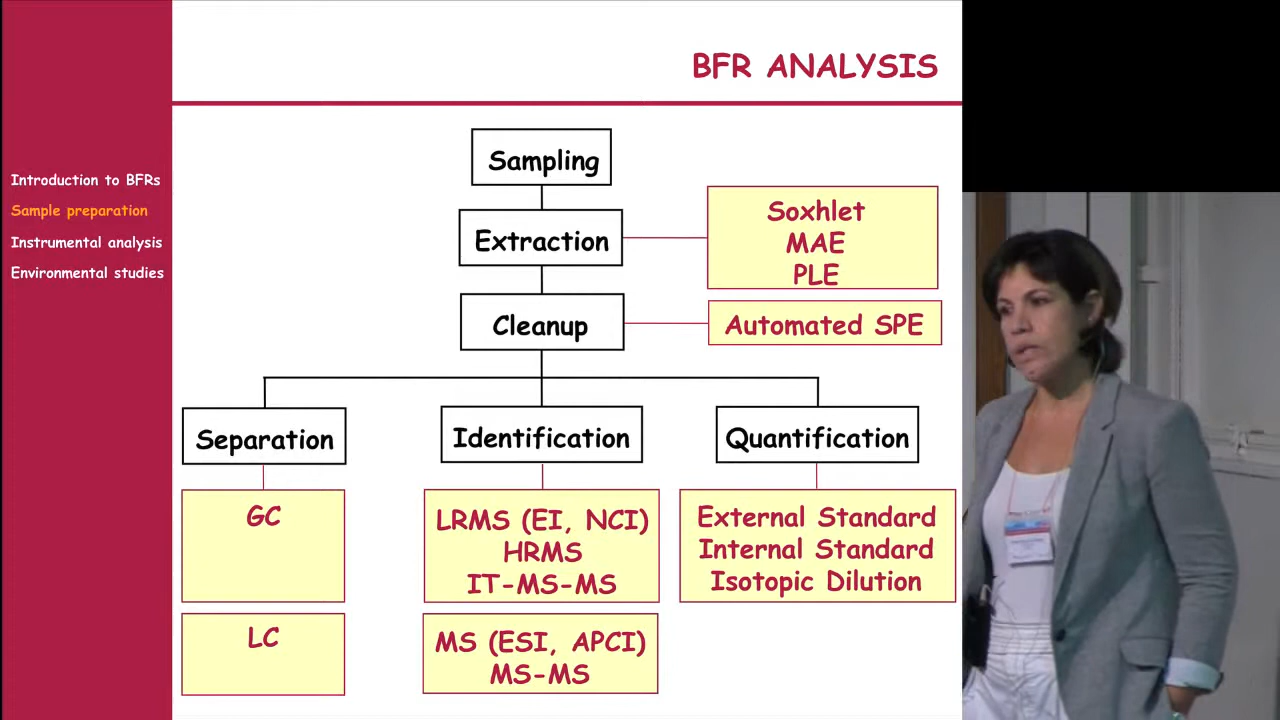 BFR ANALYSIS
Introduction to BFRs
Sample preparation
Instrumental analysis
Environmental studies
Sampling
Extraction
Soxhlet
MAE
PLE
Cleanup
Automated SPE
Separation
Identification
Quantification
GC
LRMS (EI, NCI)
HRMS
IT-MS-MS
External Standard
Internal Standard
Isotopic Dilution
LC
MS (ESI, APCI)
MS-MS